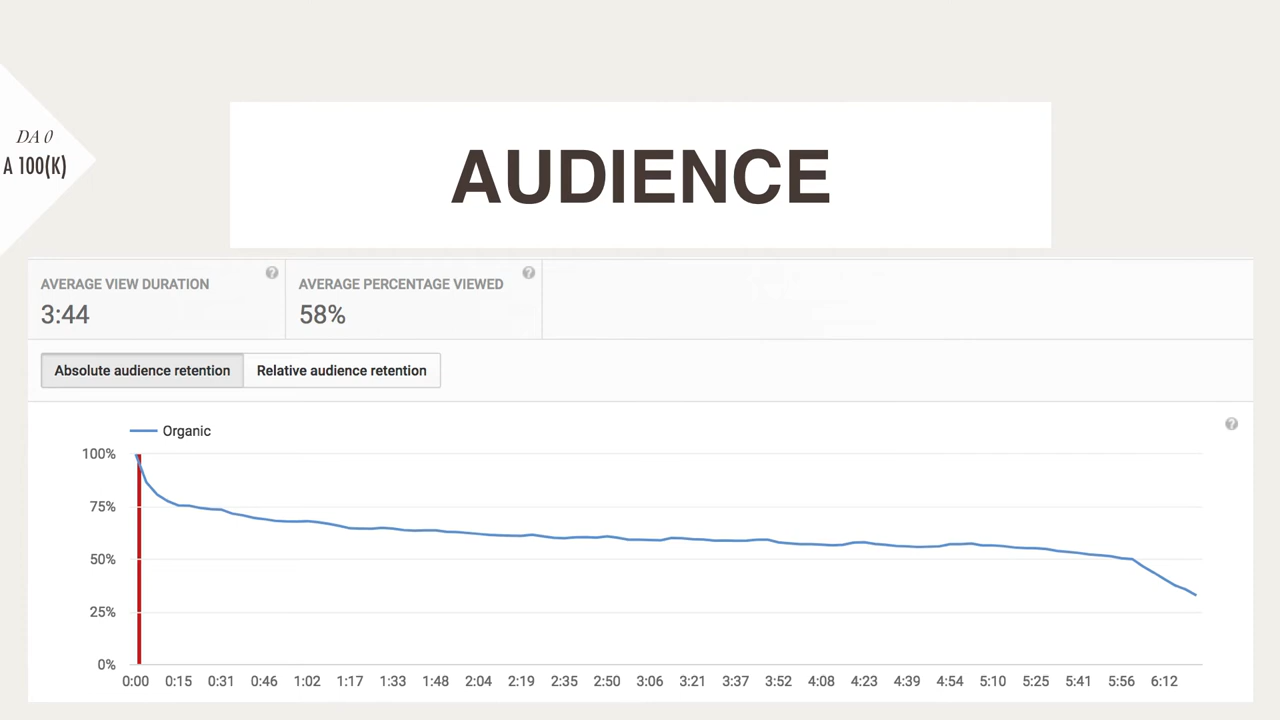 DA 0
A 100(K)
AUDIENCE
AVERAGE VIEW DURATION ?
3:44
AVERAGE PERCENTAGE VIEWED ?
58%
Absolute audience retention
Relative audience retention
?
Organic
100%
75%
50%
25%
0%
0:00 0:15 0:31 0:46 1:02 1:17 1:33 1:48 2:04 2:19 2:35 2:50 3:06 3:21 3:37 3:52 4:08 4:23 4:39 4:54 5:10 5:25 5:41 5:56 6:12